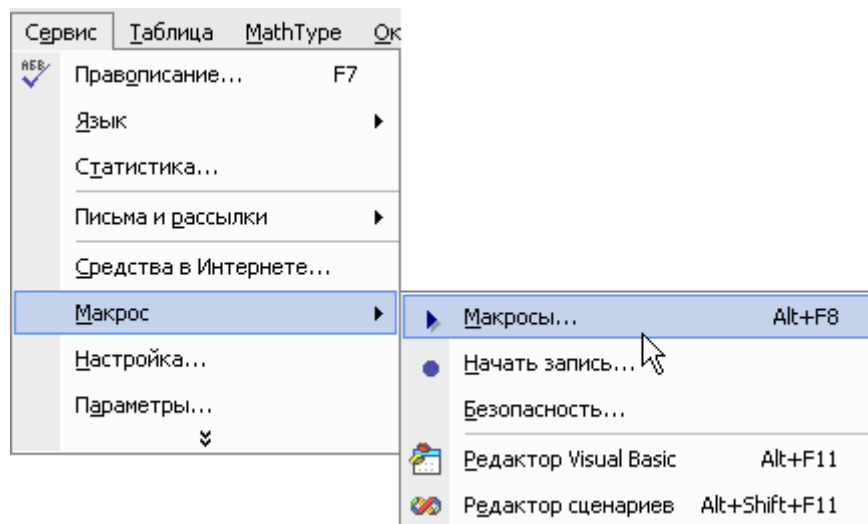 Сервис Таблица MathType Ок
АБВ Правописание... F7
Язык
Статистика...
Письма и рассылки
Средства в Интернете...
Макрос
Настройка...
Параметры...
Макросы... Alt+F8
Начать запись...
Безопасность...
Редактор Visual Basic Alt+F11
Редактор сценариев Alt+Shift+F11